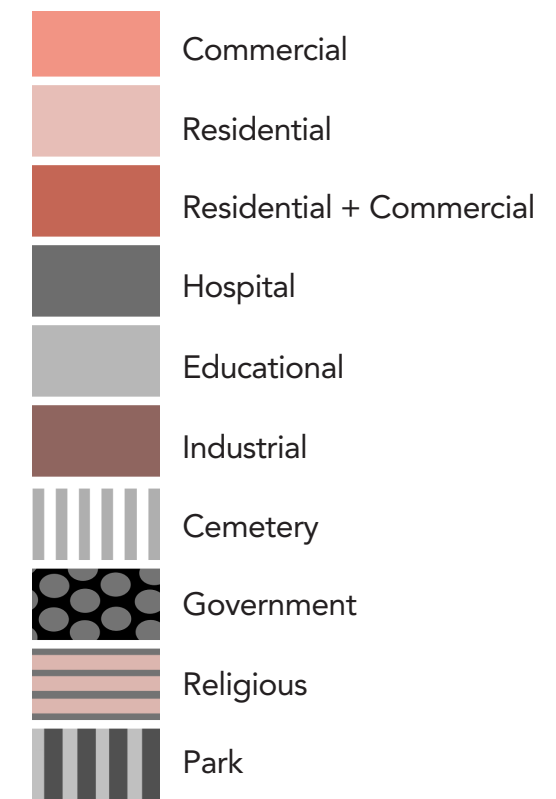 Commercial
Residential
Residential + Commercial
Hospital
Educational
Industrial
Cemetery
Government
Religious
Park